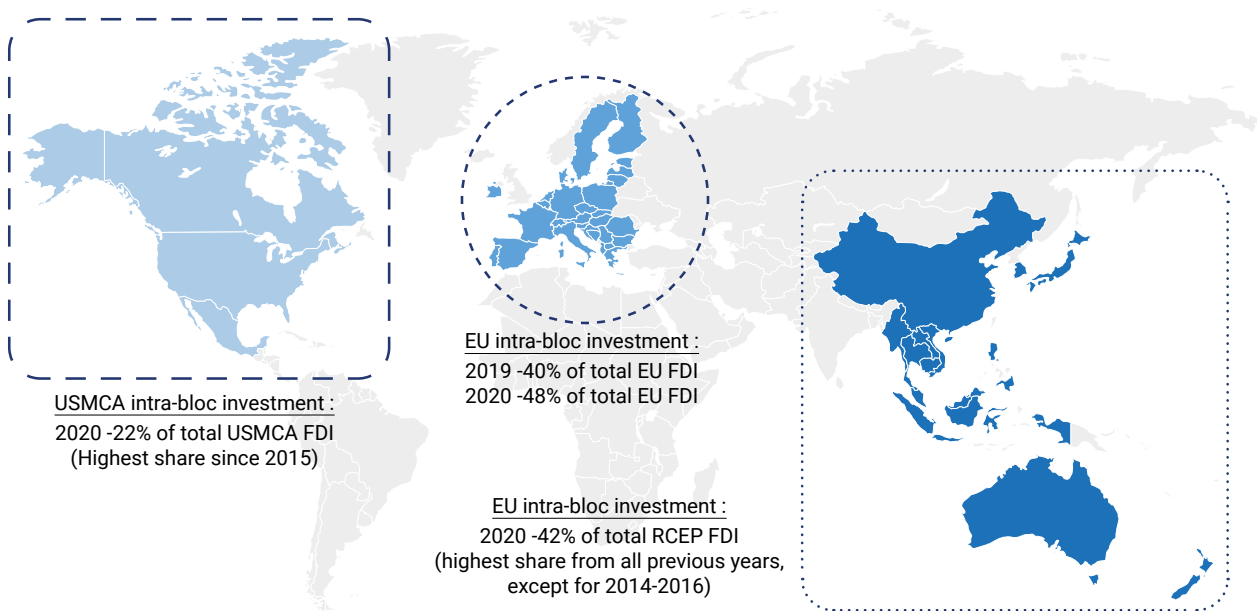 USMCA intra-bloc investment :
2020 -22% of total USMCA FDI
(Highest share since 2015)
EU intra-bloc investment :
2019 -40% of total EU FDI
2020 -48% of total EU FDI
EU intra-bloc investment :
2020 -42% of total RCEP FDI
(highest share from all previous years,
except for 2014-2016)